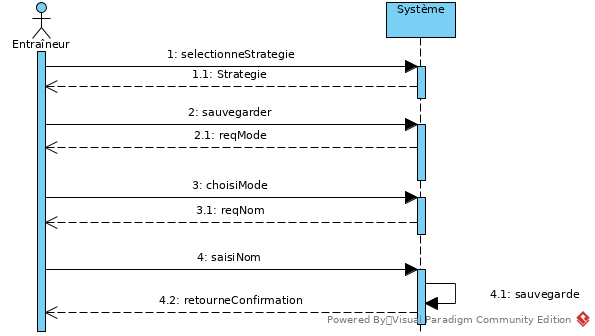 Système
Entraîneur
1: selectionneStrategie
1.1: Strategie
2: sauvegarder
2.1: reqMode
3: choisiMode
3.1: reqNom
4: saisiNom
4.1: sauvegarde
4.2: retourneConfirmation
Powered By Visual Paradigm Community Edition